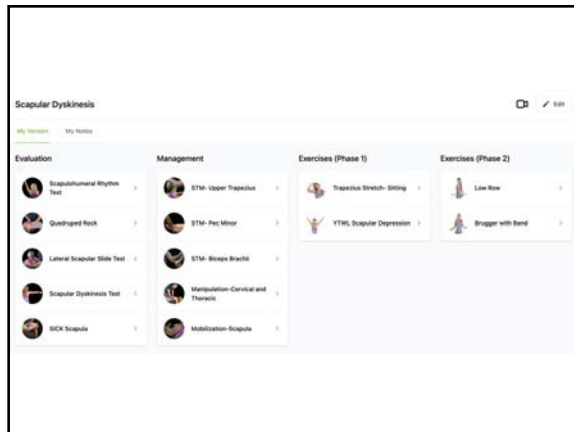 Scapular Dyskinesis
Edit
My Version
My Notes
Evaluation
Scapulohumeral Rhythm
Test
Quadruped Rock
Lateral Scapular Slide Test
Scapular Dyskinesis Test
SICK Scapula
Management
STM- Upper Trapezius
STM- Pec Minor
STM- Biceps Brachii
Manipulation-Cervical and
Thoracic
Mobilization-Scapula
Exercises (Phase 1)
Trapezius Stretch- Sitting
YTWL Scapular Depression
Exercises (Phase 2)
Low Row
Brugger with Band